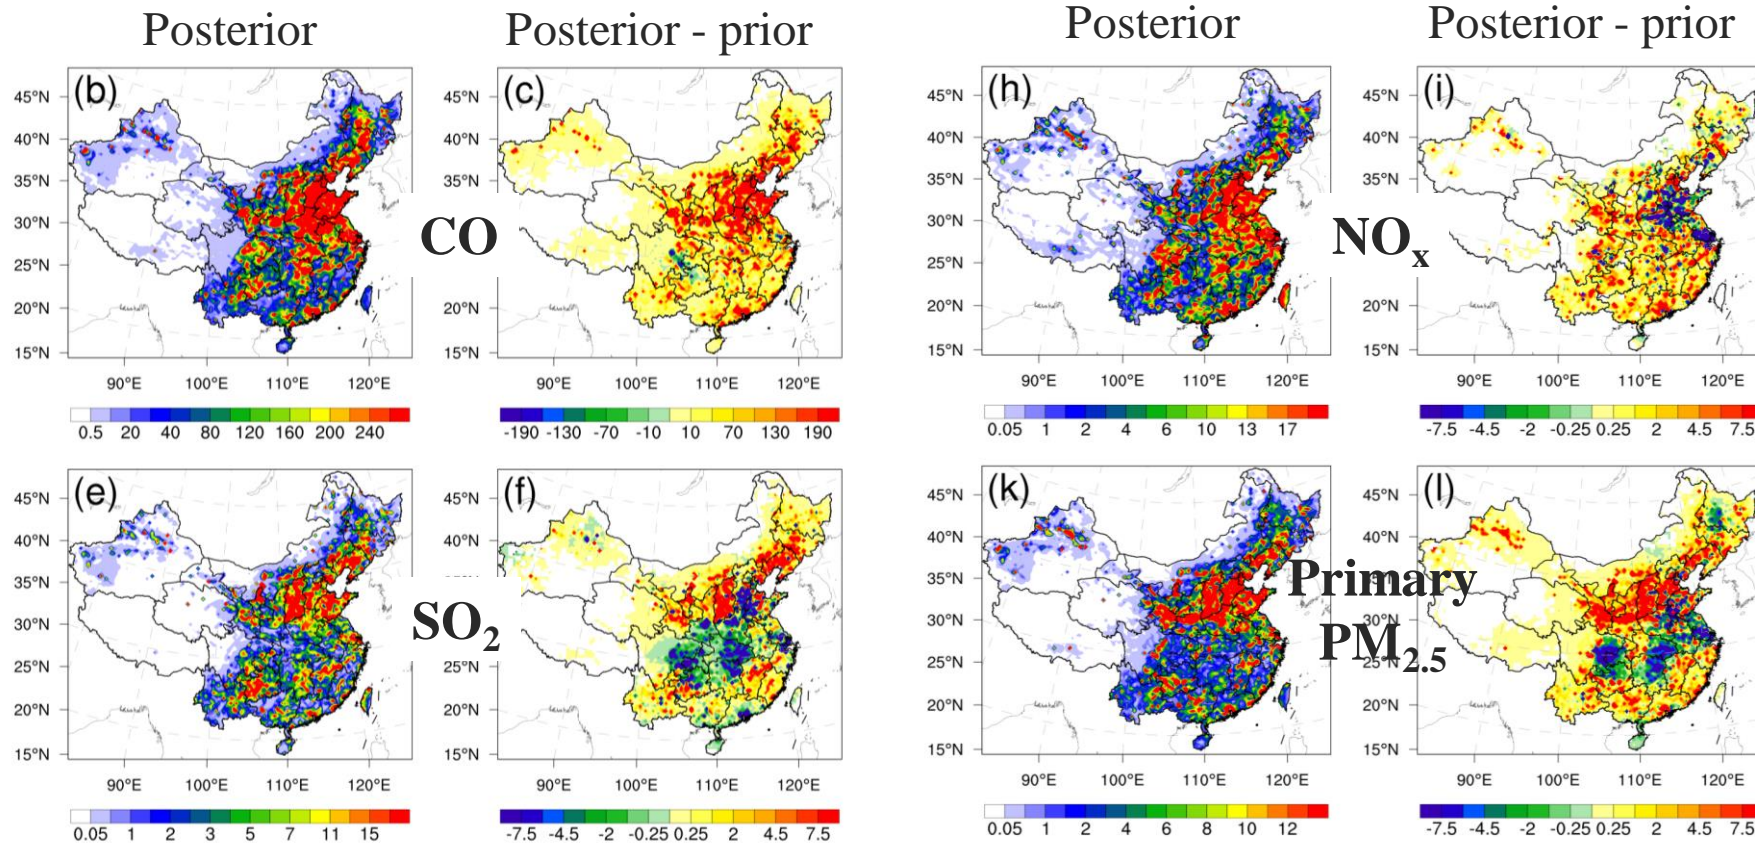 Posterior
Posterior - prior
Posterior
Posterior - prior
(b)
45°N
40°N
35°N
30°N
25°N
20°N
15°N
90°E 100°E 110°E 120°E
0.5 20 40 80 120 160 200 240
CO
(c)
90°E 100°E 110°E 120°E
-190 -130 -70 -10 10 70 130 190
(h)
45°N
40°N
35°N
30°N
25°N
20°N
15°N
90°E 100°E 110°E 120°E
0.05 1 2 4 6 10 13 17
NOx
(i)
45°N
40°N
35°N
20°N
15°N
90°E 100°E 110°E 120°E
-7.5 -4.5 -2 -0.25 0.25 2 4.5 7.5
(e)
45°N
40°N
35°N
30°N
25°N
20°N
15°N
90°E 100°E 110°E 120°E
0.05 1 2 3 5 7 11 15
SO2
(f)
45°N
40°N
25°N
20°N
15°N
90°E 100°E 110°E 120°E
-7.5 -4.5 -2 -0.25 0.25 2 4.5 7.5
(k)
45°N
40°N
35°N
30°N
25°N
20°N
15°N
90°E 100°E 110°E 120°E
0.05 1 2 4 6 8 10 12
Primary
PM2.5
(l)
45°N
40°N
30°N
20°N
15°N
90°E 100°E 110°E 120°E
-7.5 -4.5 -2 -0.25 0.25 2 4.5 7.5